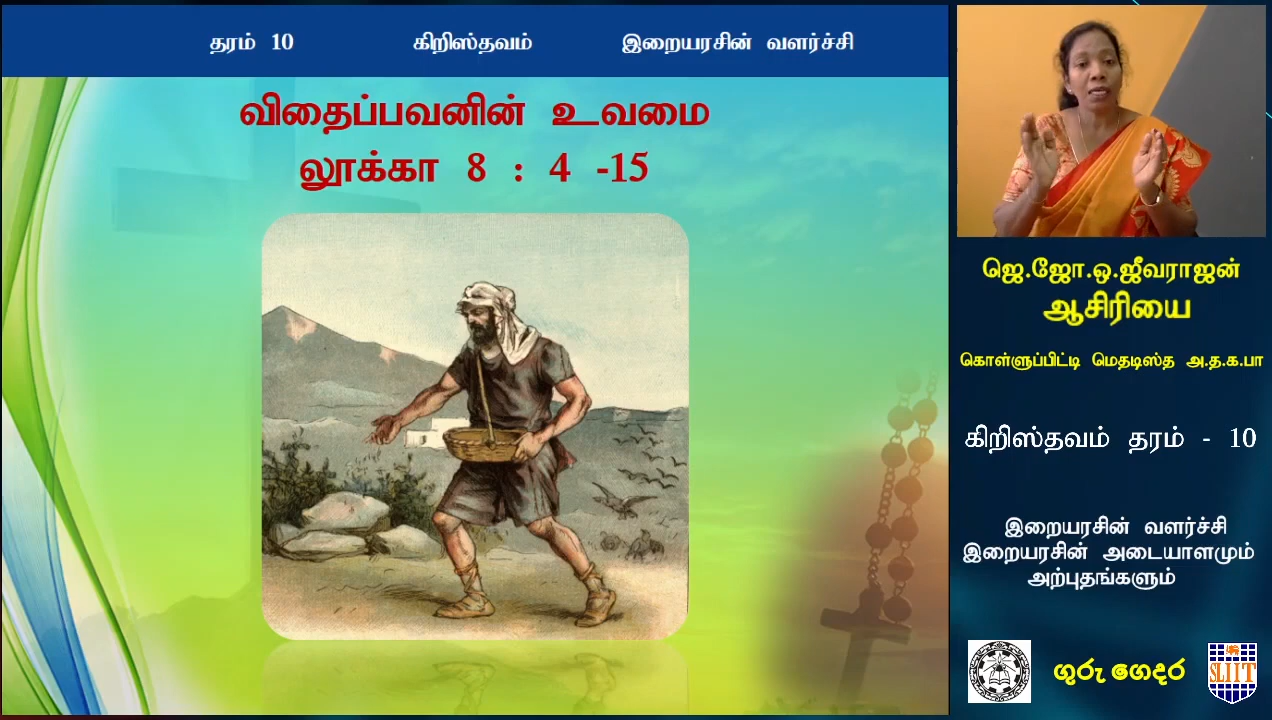 தரம் 10 கிறிஸ்தவம் இறையரசின் வளர்ச்சி
விதைப்பவனின் உவமை
லூக்கா 8 : 4 -15
ஜெ.ஜோ.ஒ.ஜீவராஜன்
ஆசிரியை
கொள்ளுப்பிட்டி மெதடிஸ்த அ.த.க.பா
கிறிஸ்தவம் தரம் - 10
இறையரசின் வளர்ச்சி
இறையரசின் அடையாளமும்
அற்புதங்களும்
ගුරු ගෙදර
SLIIT